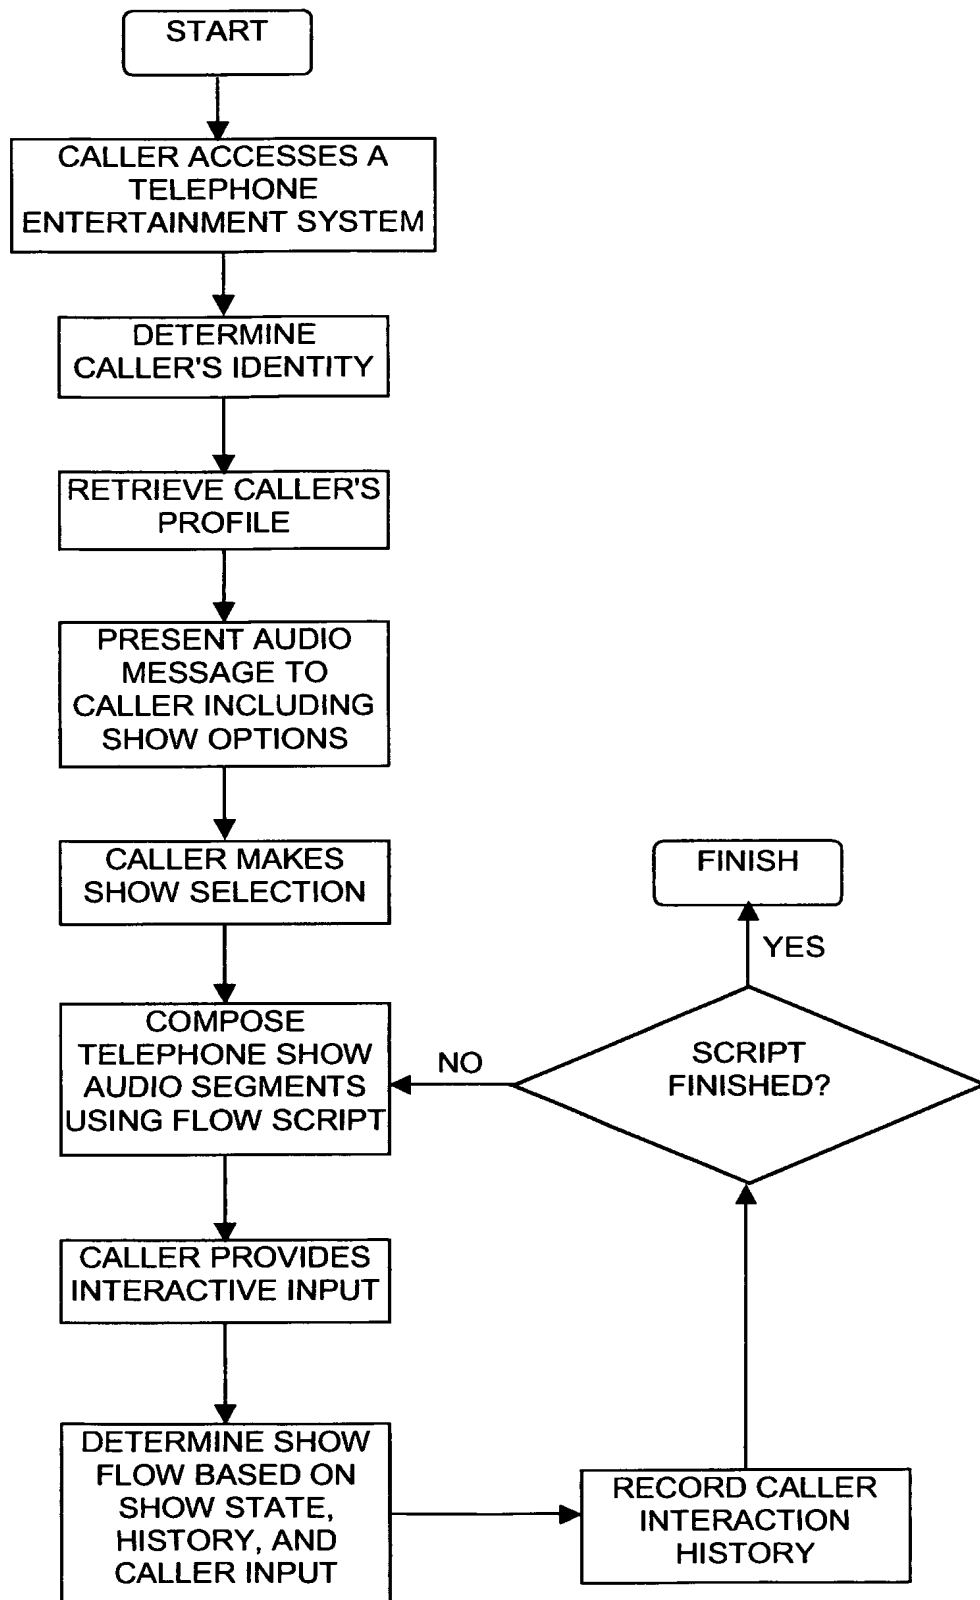 START
CALLER ACCESSES A
TELEPHONE
ENTERTAINMENT SYSTEM
DETERMINE
CALLER'S IDENTITY
RETRIEVE CALLER'S
PROFILE
PRESENT AUDIO
MESSAGE TO
CALLER INCLUDING
SHOW OPTIONS
CALLER MAKES
SHOW SELECTION
COMPOSE
TELEPHONE SHOW
AUDIO SEGMENTS
USING FLOW SCRIPT
CALLER PROVIDES
INTERACTIVE INPUT
DETERMINE SHOW
FLOW BASED ON
SHOW STATE,
HISTORY, AND
CALLER INPUT
RECORD CALLER
INTERACTION
HISTORY
SCRIPT
FINISHED?
NO
YES
FINISH